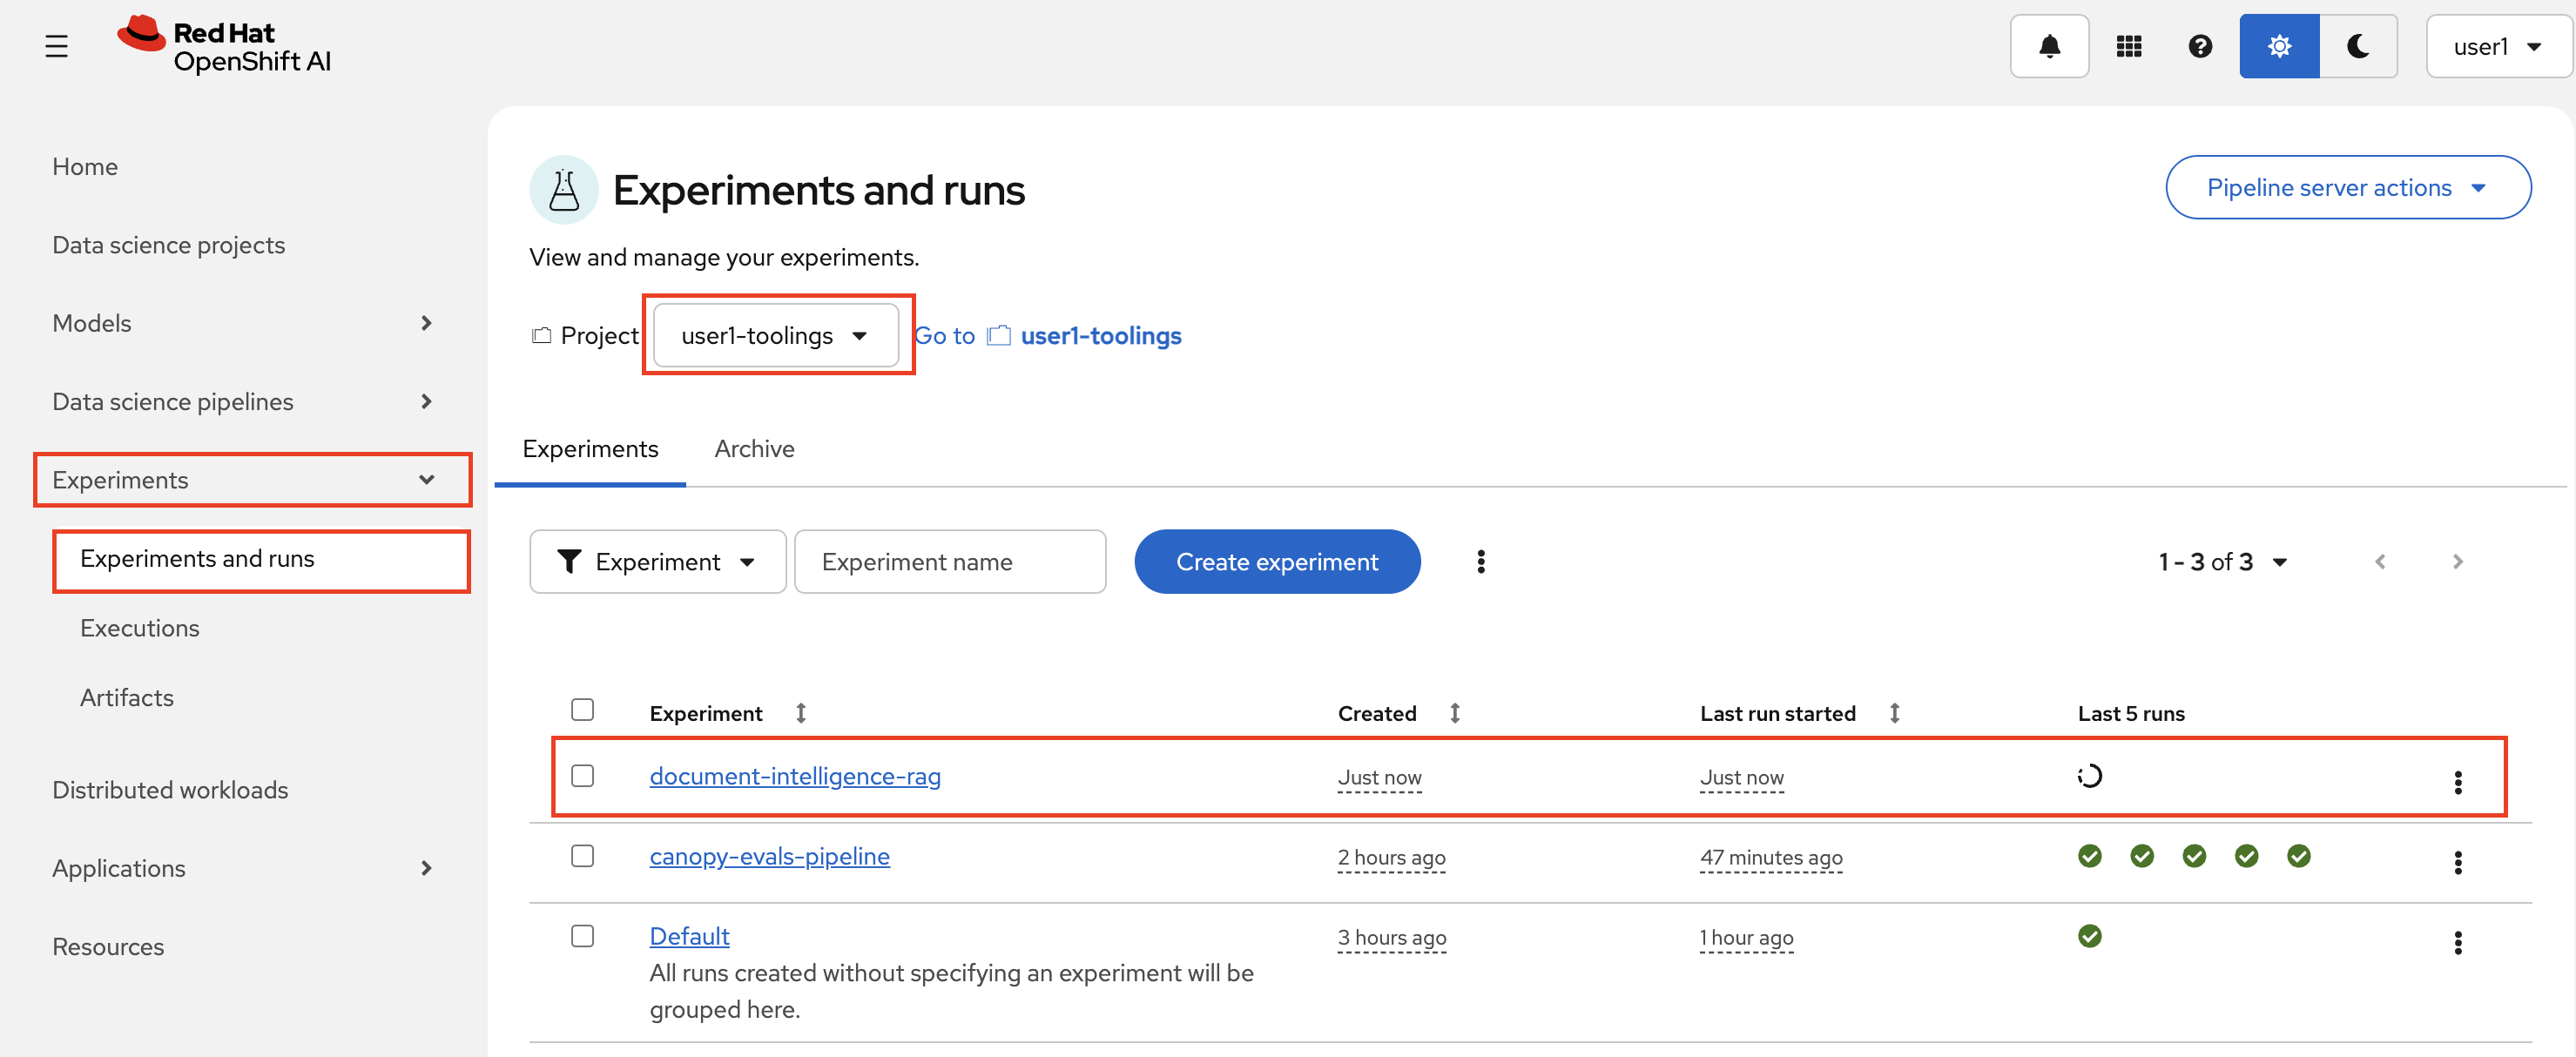 Red Hat
OpenShift AI
user1
Home
Data science projects
Models
Data science pipelines
Experiments
Experiments and runs
Executions
Artifacts
Distributed workloads
Applications
Resources
Experiments and runs
Pipeline server actions
View and manage your experiments.
Project user1-toolings Go to user1-toolings
Experiments Archive
Experiment Experiment name Create experiment 1 - 3 of 3
Experiment Created Last run started Last 5 runs
document-intelligence-rag Just now Just now
canopy-evals-pipeline 2 hours ago 47 minutes ago
Default 3 hours ago 1 hour ago
All runs created without specifying an experiment will be
grouped here.